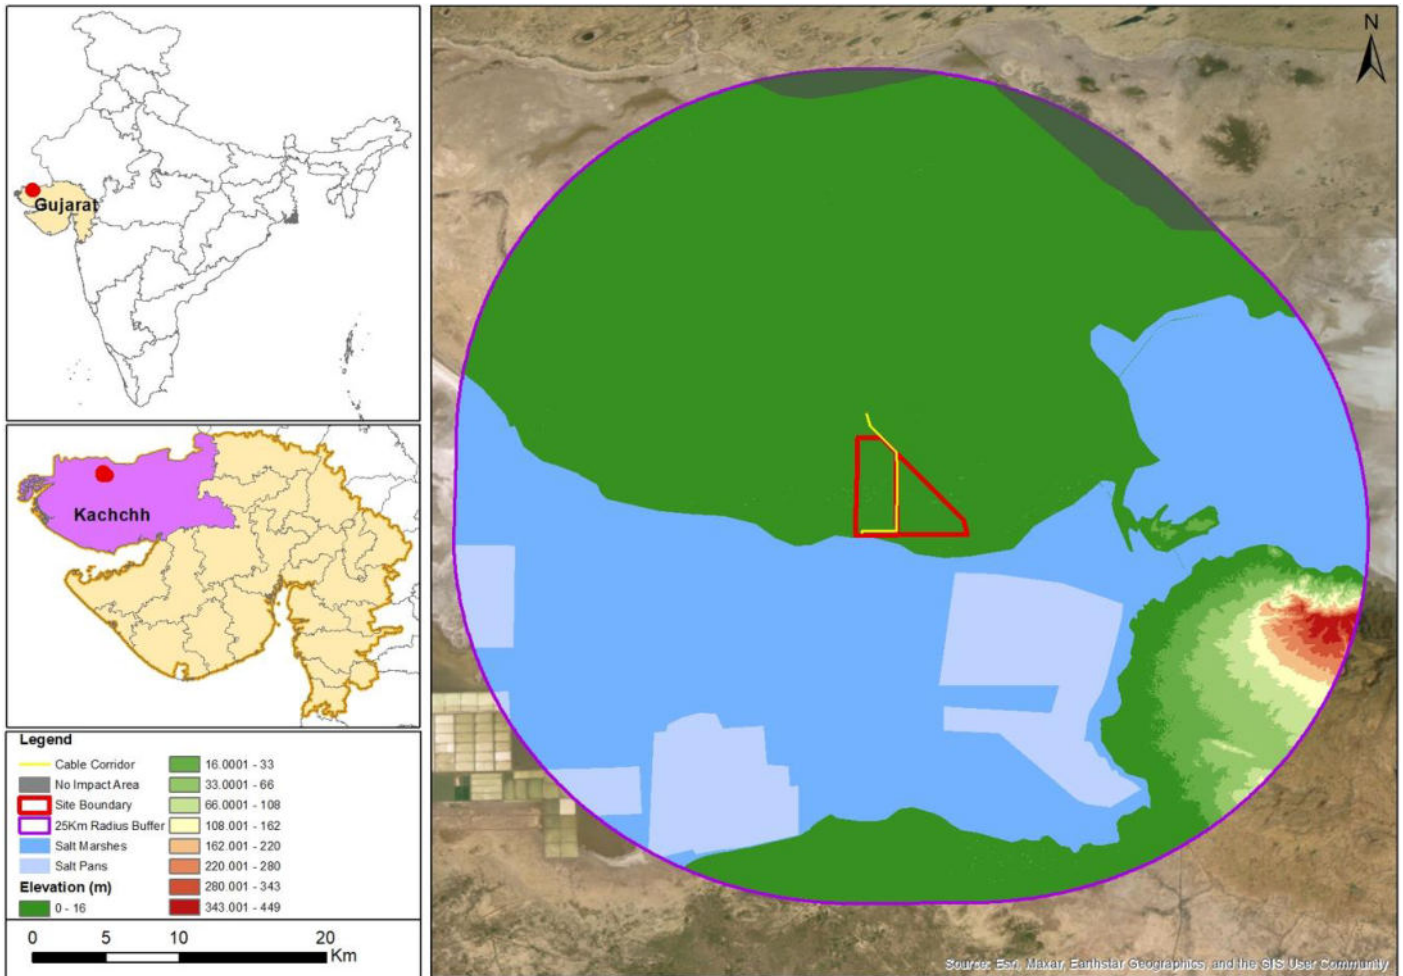 Gujarat
Kachchh
N
Legend
Cable Corridor
No Impact Area
Site Boundary
25Km Radius Buffer
Salt Marshes
Salt Pans
Elevation (m)
0 - 16
16.0001 - 33
33.0001 - 66
66.0001 - 108
108.001 - 162
162.001 - 220
220.001 - 280
280.001 - 343
343.001 - 449
0 5 10 20
Km
Source: Esri, Maxar, Earthstar Geographics, and the GIS User Community